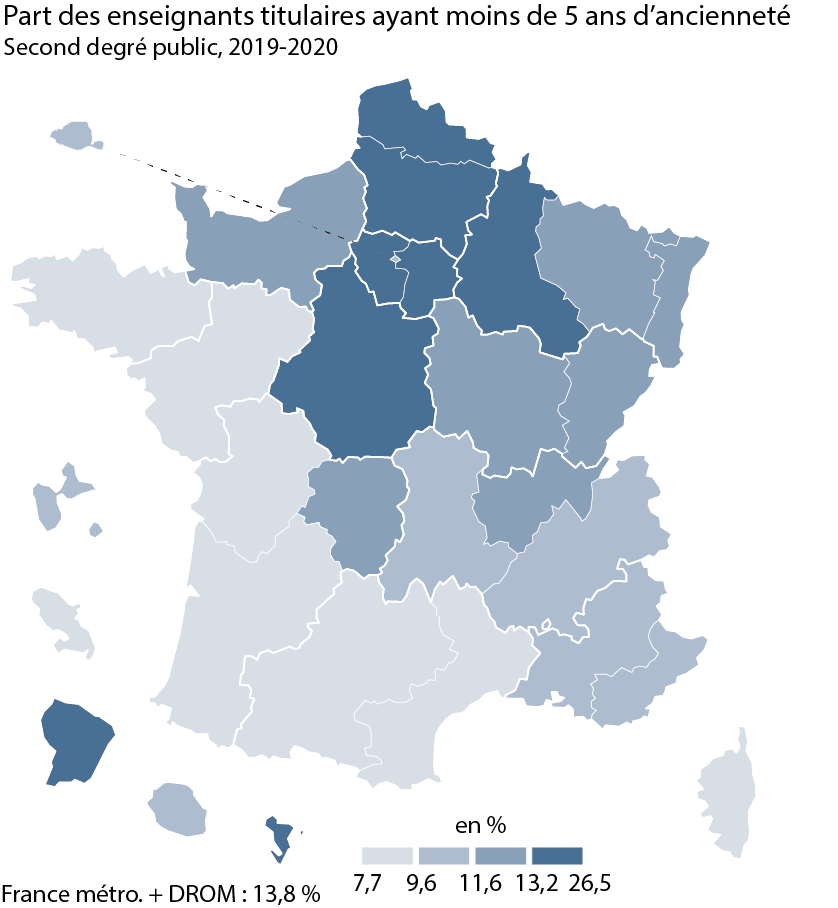 Part des enseignants titulaires ayant moins de 5 ans d’ancienneté
Second degré public, 2019-2020
en %
7,7 9,6 11,6 13,2 26,5
France métro. + DROM : 13,8 %